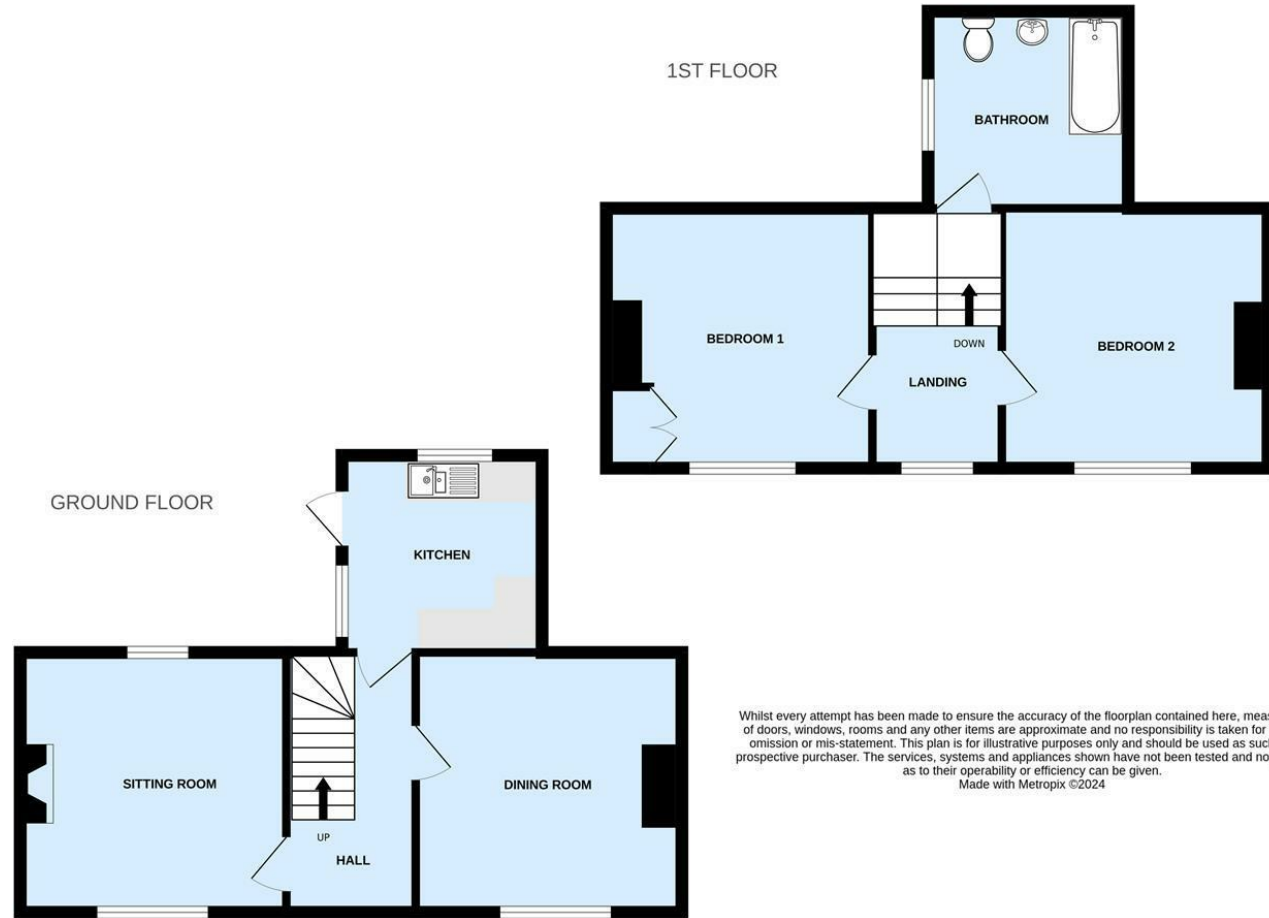 1ST FLOOR
BATHROOM
BEDROOM 1
DOWN
BEDROOM 2
LANDING
GROUND FLOOR
KITCHEN
SITTING ROOM
DINING ROOM
UP
HALL
Whilst every attempt has been made to ensure the accuracy of the floorplan contained here, meas
of doors, windows, rooms and any other items are approximate and no responsibility is taken for
omission or mis-statement. This plan is for illustrative purposes only and should be used as suc
prospective purchaser. The services, systems and appliances shown have not been tested and no
as to their operability or efficiency can be given.
Made with Metropix ©2024